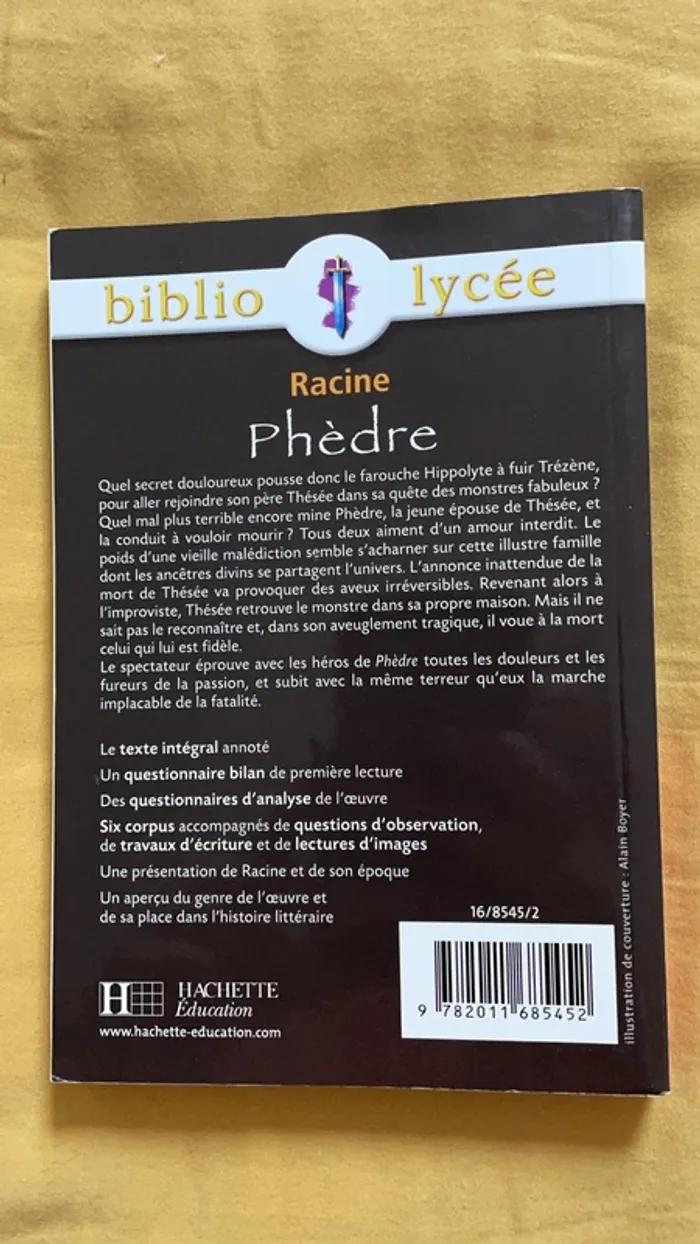 biblio lycée
Racine
Phèdre
Quel secret douloureux pousse donc le farouche Hippolyte à fuir Trézène,
pour aller rejoindre son père Thésée dans sa quête des monstres fabuleux ?
Quel mal plus terrible encore mine Phèdre, la jeune épouse de Thésée, et
la conduit à vouloir mourir ? Tous deux aiment d'un amour interdit. Le
poids d'une vieille malédiction semble s'acharner sur cette illustre famille
dont les ancêtres divins se partagent l'univers. L'annonce inattendue de la
mort de Thésée va provoquer des aveux irréversibles. Revenant alors à
l'improviste, Thésée retrouve le monstre dans sa propre maison. Mais il ne
sait pas le reconnaître et, dans son aveuglement tragique, il voue à la mort
celui qui lui est fidèle.
Le spectateur éprouve avec les héros de Phèdre toutes les douleurs et les
fureurs de la passion, et subit avec la même terreur qu'eux la marche
implacable de la fatalité.
Le texte intégral annoté
Un questionnaire bilan de première lecture
Des questionnaires d'analyse de l'œuvre
Six corpus accompagnés de questions d'observation,
de travaux d'écriture et de lectures d'images
Une présentation de Racine et de son époque
Un aperçu du genre de l'œuvre et
de sa place dans l'histoire littéraire
16/8545/2
9 782011 685452
HACHETTE
Éducation
www.hachette-education.com
illustration de couverture : Alain Boyer